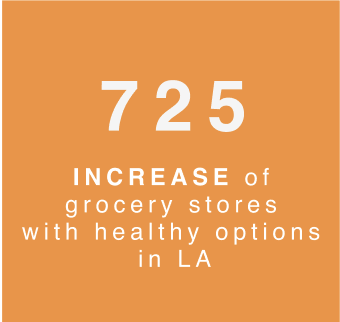 725
INCREASE of
grocery stores
with healthy options
in LA